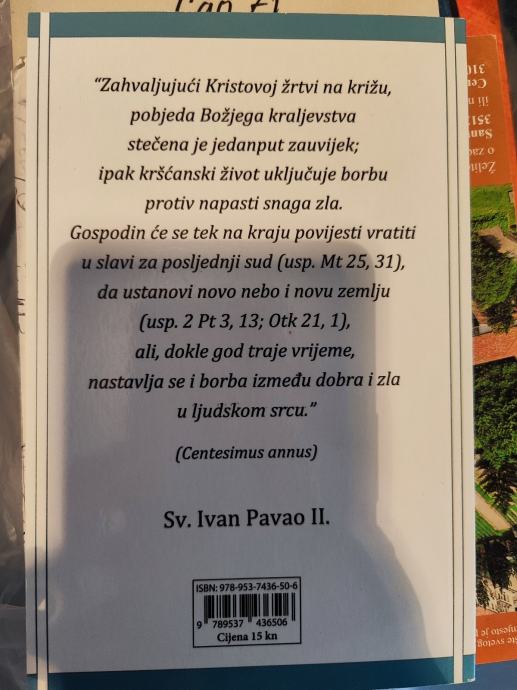 “Zahvaljujući Kristovoj žrtvi na križu,
pobjeda Božjega kraljevstva
stečena je jedanput zauvijek;
ipak kršćanski život uključuje borbu
protiv napasti snaga zla.
Gospodin će se tek na kraju povijesti vratiti
u slavi za posljednji sud (usp. Mt 25, 31),
da ustanovi novo nebo i novu zemlju
(usp. 2 Pt 3, 13; Otk 21, 1),
ali, dokle god traje vrijeme,
nastavlja se i borba između dobra i zla
u ljudskom srcu.”
(Centesimus annus)
Sv. Ivan Pavao II.
ISBN: 978-953-7436-50-6
9 789537 436506
Cijena 15 kn